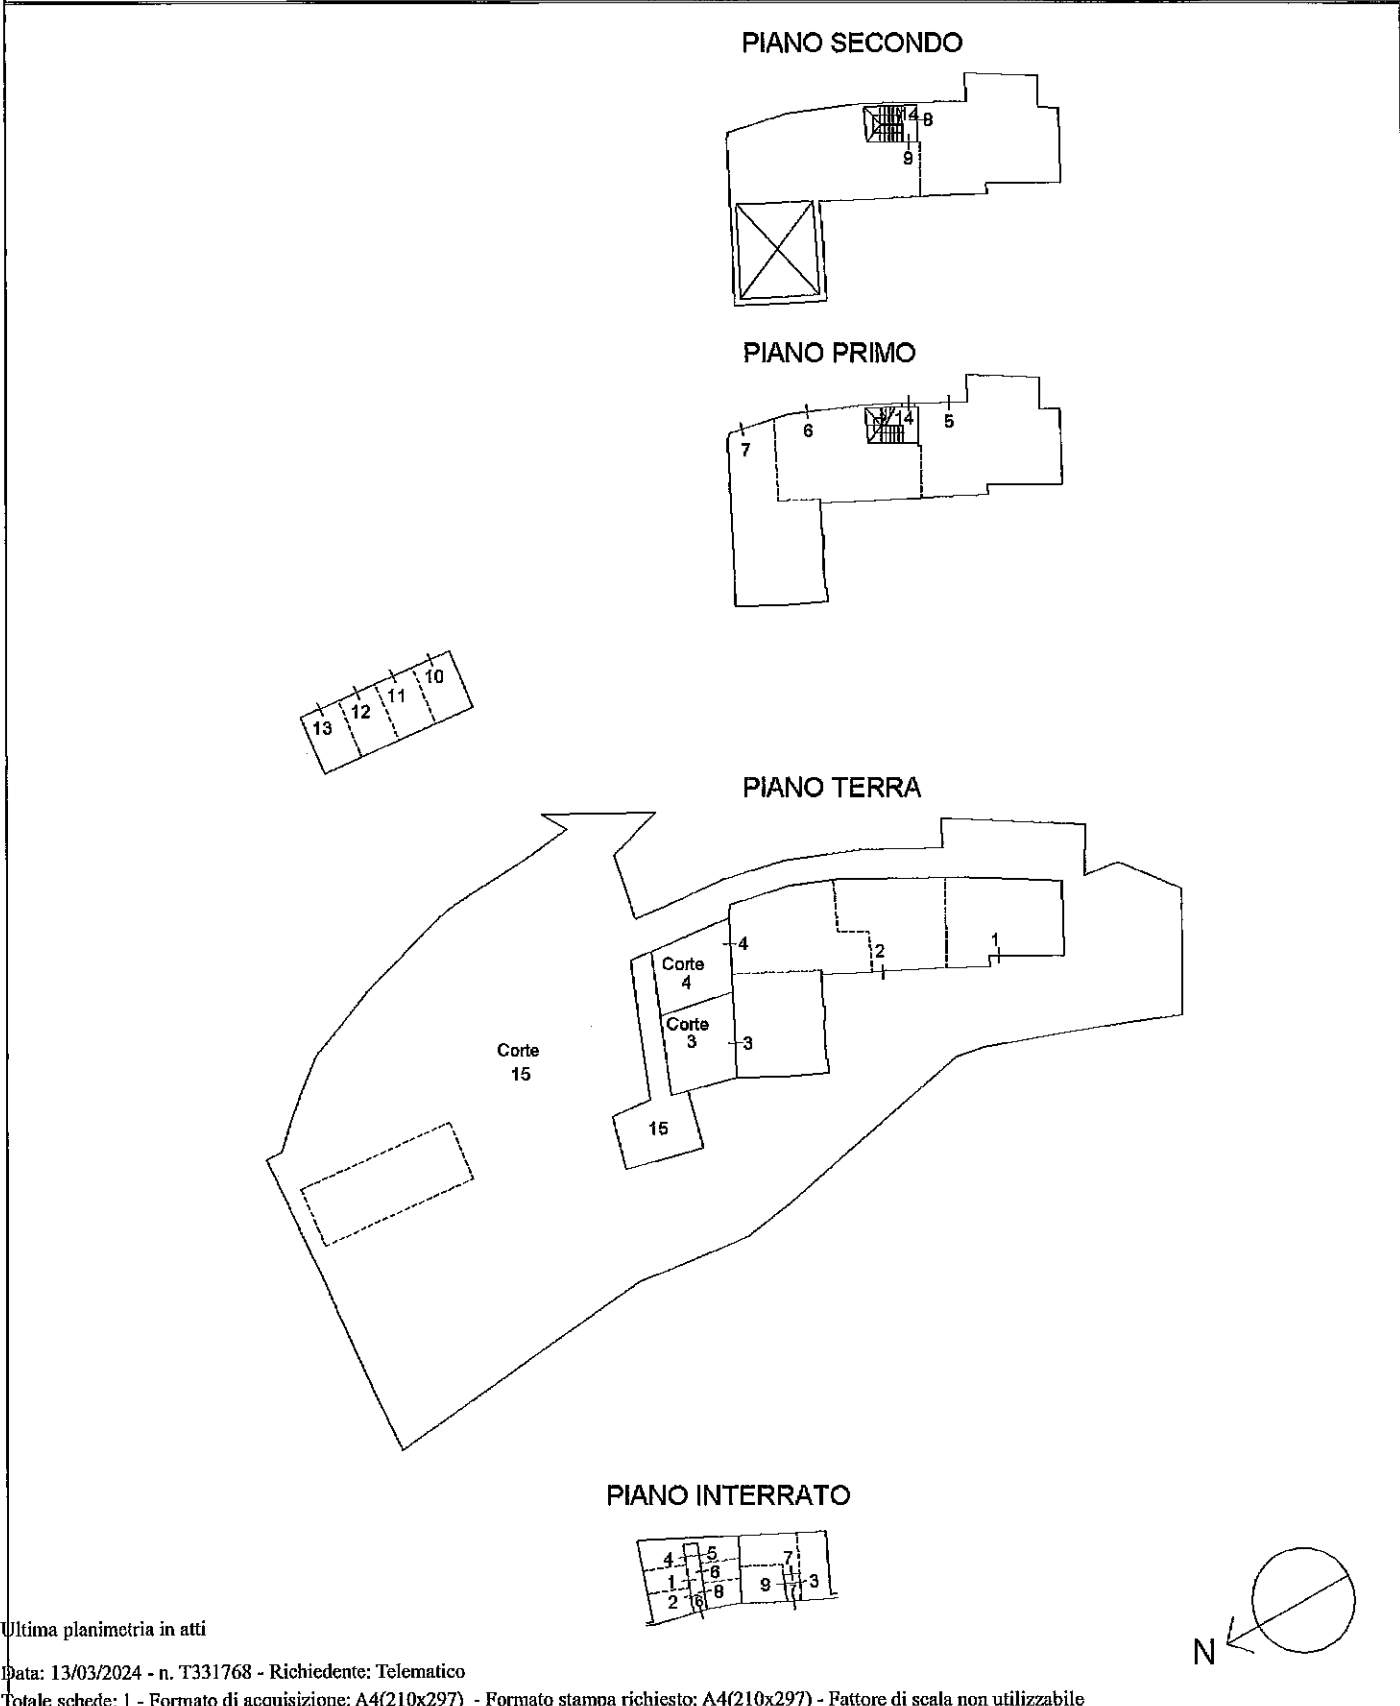 PIANO SECONDO
14
8
9
PIANO PRIMO
14
5
6
7
10
11
12
13
PIANO TERRA
4
2
1
Corte
4
Corte
3
3
Corte
15
15
PIANO INTERRATO
4
5
7
1
6
9
7
3
2
6
8
N
Ultima planimetria in atti
Data: 13/03/2024 - n. T331768 - Richiedente: Telematico
Totale schede: 1 - Formato di acquisizione: A4(210x297) - Formato stampa richiesto: A4(210x297) - Fattore di scala non utilizzabile